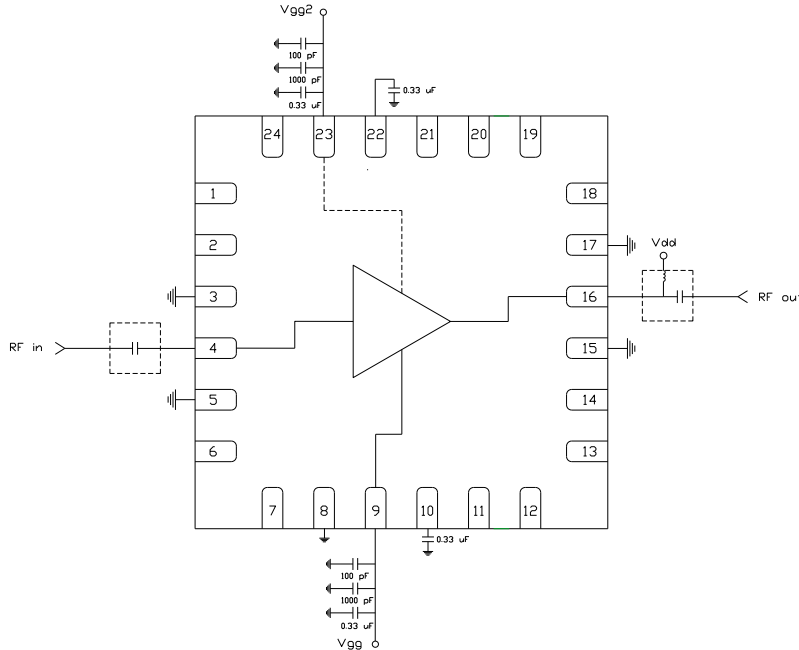 Vgg2
100 pF
1000 pF
0.33 uF
0.33 uF
24 23 22 21 20 19
1
2
3
4
5
6
18
17
16
15
14
13
Vdd
RF in
RF out
7 8 9 10 11 12
0.33 uF
100 pF
1000 pF
0.33 uF
Vgg